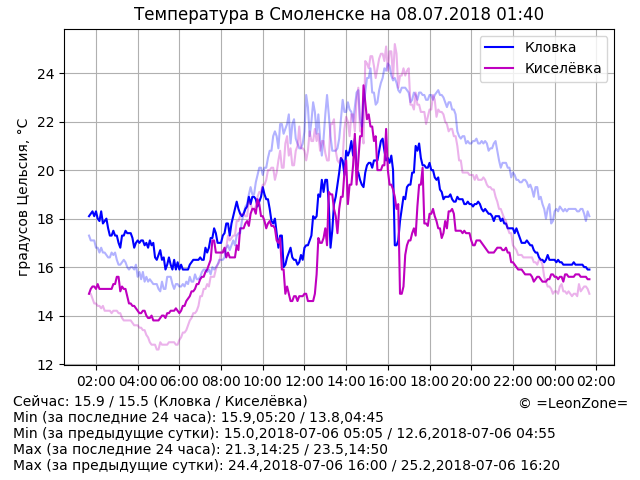 Температура в Смоленске на 08.07.2018 01:40
Кловка
Киселёвка
градусов Цельсия, °C
24
22
20
18
16
14
12
02:00 04:00 06:00 08:00 10:00 12:00 14:00 16:00 18:00 20:00 22:00 00:00 02:00
Сейчас: 15.9 / 15.5 (Кловка / Киселёвка)
© =LeonZone=
Min (за последние 24 часа): 15.9,05:20 / 13.8,04:45
Min (за предыдущие сутки): 15.0,2018-07-06 05:05 / 12.6,2018-07-06 04:55
Max (за последние 24 часа): 21.3,14:25 / 23.5,14:50
Max (за предыдущие сутки): 24.4,2018-07-06 16:00 / 25.2,2018-07-06 16:20